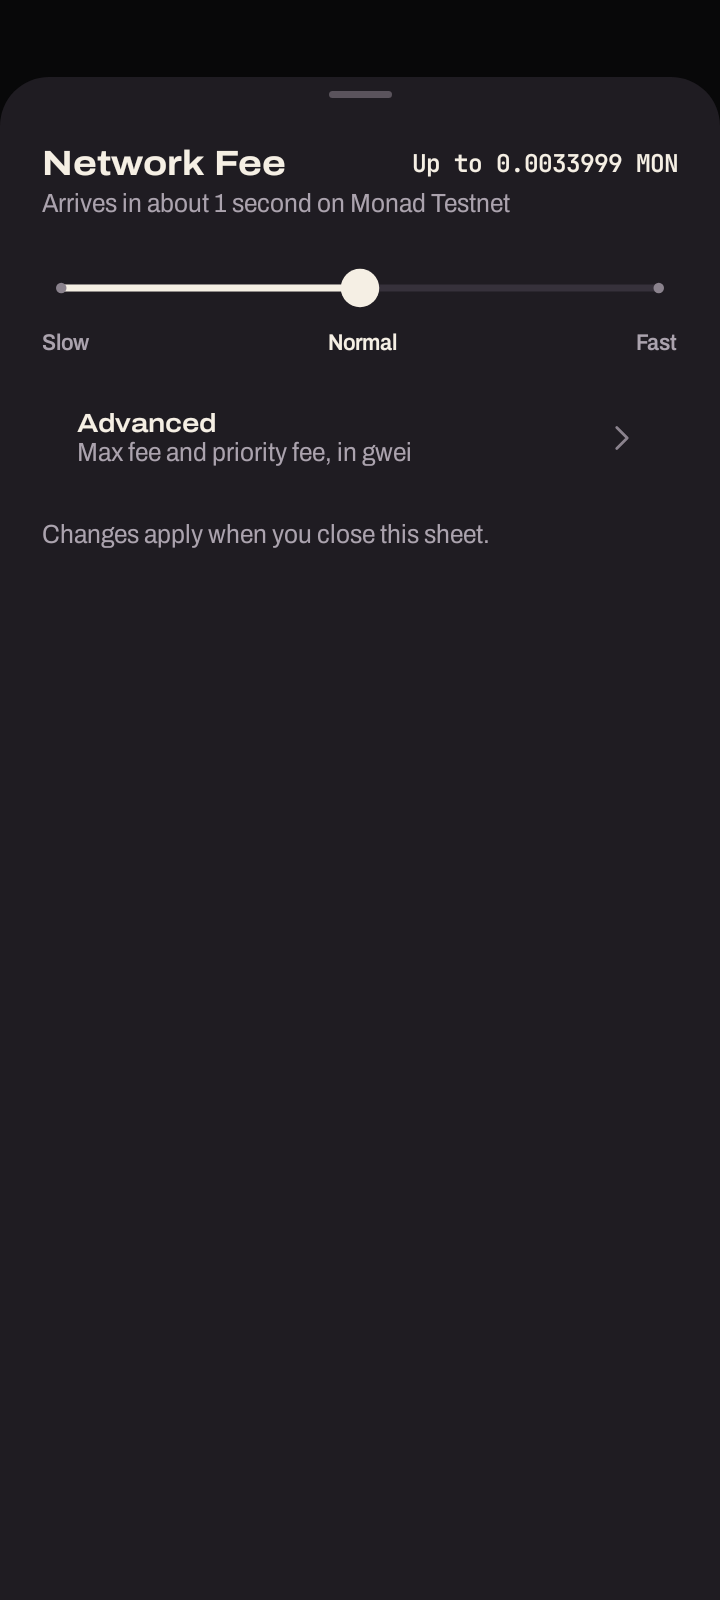 Network Fee
Up to 0.0033999 MON
Arrives in about 1 second on Monad Testnet
Slow
Normal
Fast
Advanced
Max fee and priority fee, in gwei
Changes apply when you close this sheet.